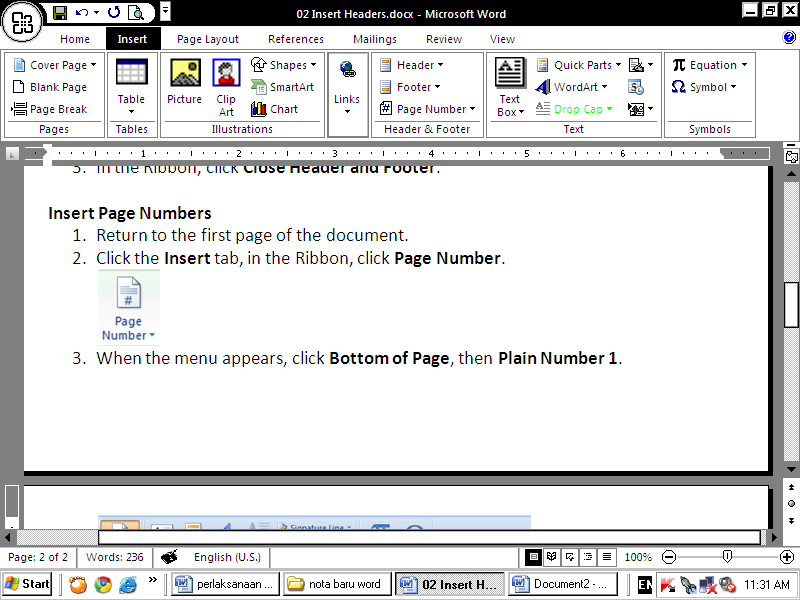 02 Insert Headers.docx - Microsoft Word
Home Insert Page Layout References Mailings Review View
Cover Page
Blank Page
Page Break
Pages
Table
Tables
Picture
Clip Art
Shapes
SmartArt
Chart
Illustrations
Links
Header
Footer
Page Number
Header & Footer
Text Box
Quick Parts
WordArt
Drop Cap
Text
Equation
Symbol
Symbols
1 2 3 4 5 6
3. In the Ribbon, click Close Header and Footer.
Insert Page Numbers
1. Return to the first page of the document.
2. Click the Insert tab, in the Ribbon, click Page Number.
#
Page
Number
3. When the menu appears, click Bottom of Page, then Plain Number 1.
Signature Line
Page: 2 of 2 Words: 236 English (U.S.) 100%
Start perlaksanaan ... nota baru word 02 Insert H... Document2 - ... EN 11:31 AM